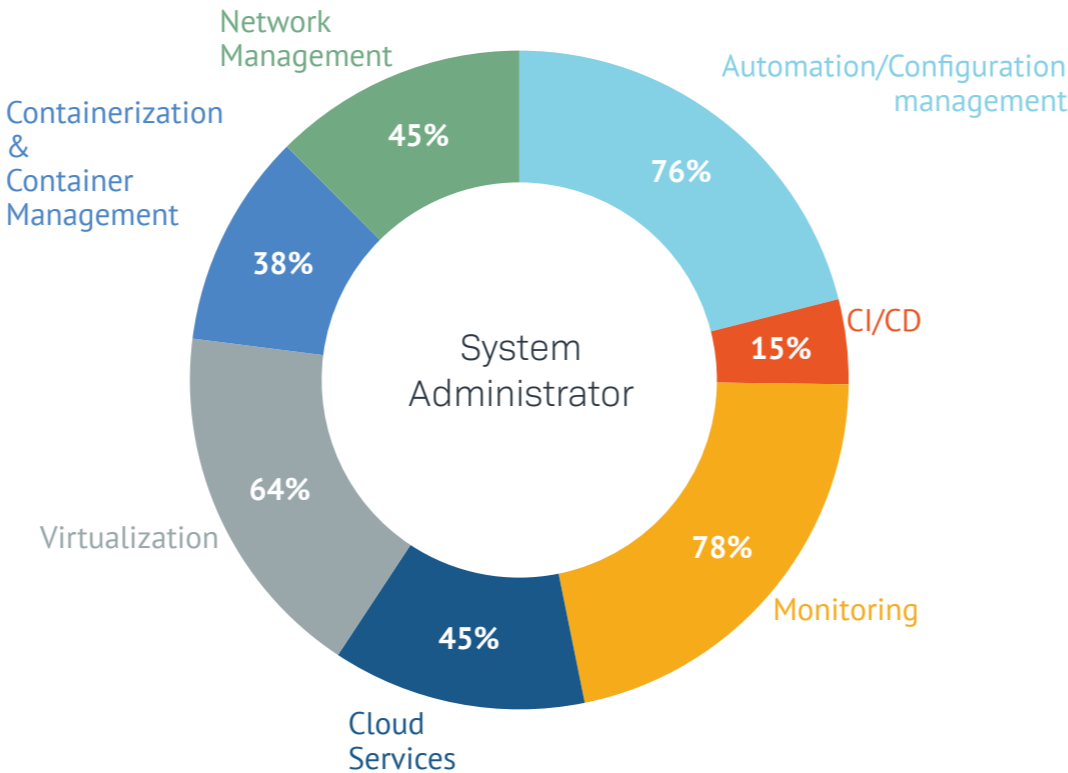 Network
Management
Automation/Configuration
management
Containerization
&
Container
Management
45%
76%
38%
CI/CD
15%
System
Administrator
64%
Virtualization
78%
Monitoring
45%
Cloud
Services